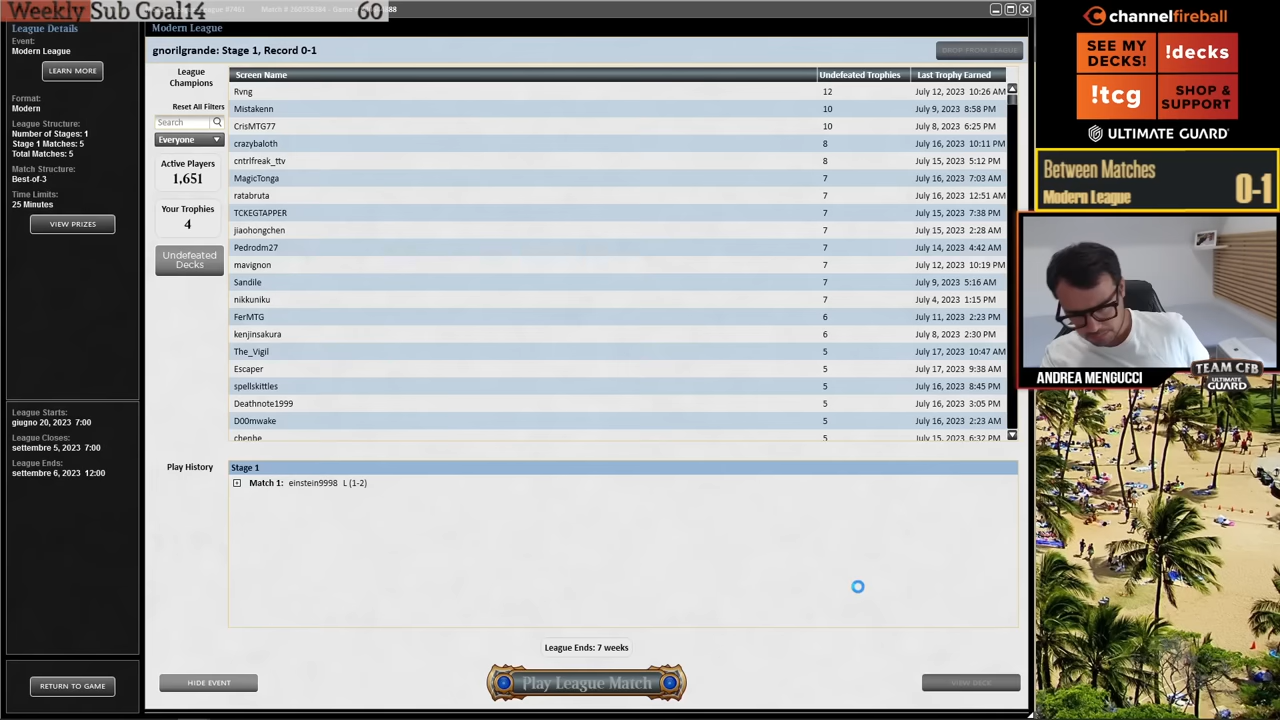 Weekly Sub Goal14 60
League Details
Event:
Modern League
LEARN MORE
Format:
Modern
League Structure:
Number of Stages: 1
Stage 1 Matches: 5
Total Matches: 5
Match Structure:
Best-of-3
Time Limits:
25 Minutes
VIEW PRIZES
League Starts:
giugno 20, 2023 7:00
League Closes:
settembre 5, 2023 7:00
League Ends:
settembre 6, 2023 12:00
RETURN TO GAME
Modern League
gnorilgrande: Stage 1, Record 0-1
DROP FROM LEAGUE
League
Champions
Reset All Filters
Search
Everyone
Active Players
1,651
Your Trophies
4
Undefeated
Decks
Screen Name Undefeated Trophies Last Trophy Earned
Rvng 12 July 12, 2023 10:26 AM
Mistakenn 10 July 9, 2023 8:58 PM
CrisMTG77 10 July 8, 2023 6:25 PM
crazybaloth 8 July 16, 2023 10:11 PM
cntrlfreak_ttv 8 July 15, 2023 5:12 PM
MagicTonga 7 July 16, 2023 7:03 AM
ratabruta 7 July 16, 2023 12:51 AM
TCKEGTAPPER 7 July 15, 2023 7:38 PM
jiaohongchen 7 July 15, 2023 2:28 AM
Pedrodm27 7 July 14, 2023 4:42 AM
mavignon 7 July 12, 2023 10:19 PM
Sandile 7 July 9, 2023 5:16 AM
nikkuniku 7 July 4, 2023 1:15 PM
FerMTG 6 July 11, 2023 2:23 PM
kenjinsakura 6 July 8, 2023 2:30 PM
The_Vigil 5 July 17, 2023 10:47 AM
Escaper 5 July 17, 2023 9:38 AM
spellskittles 5 July 16, 2023 8:45 PM
Deathnote1999 5 July 16, 2023 3:05 PM
D00mwake 5 July 16, 2023 2:23 AM
chenbe 5 July 15, 2023 6:32 PM
Play History
Stage 1
Match 1: einstein9998 L (1-2)
League Ends: 7 weeks
HIDE EVENT
Play League Match
VIEW DECK
channelfireball
SEE MY
DECKS!
!decks
!tcg
SHOP &
SUPPORT
ULTIMATE GUARD
Between Matches
Modern League
0-1
ANDREA MENGUCCI
TEAM CFB
ULTIMATE
GUARD